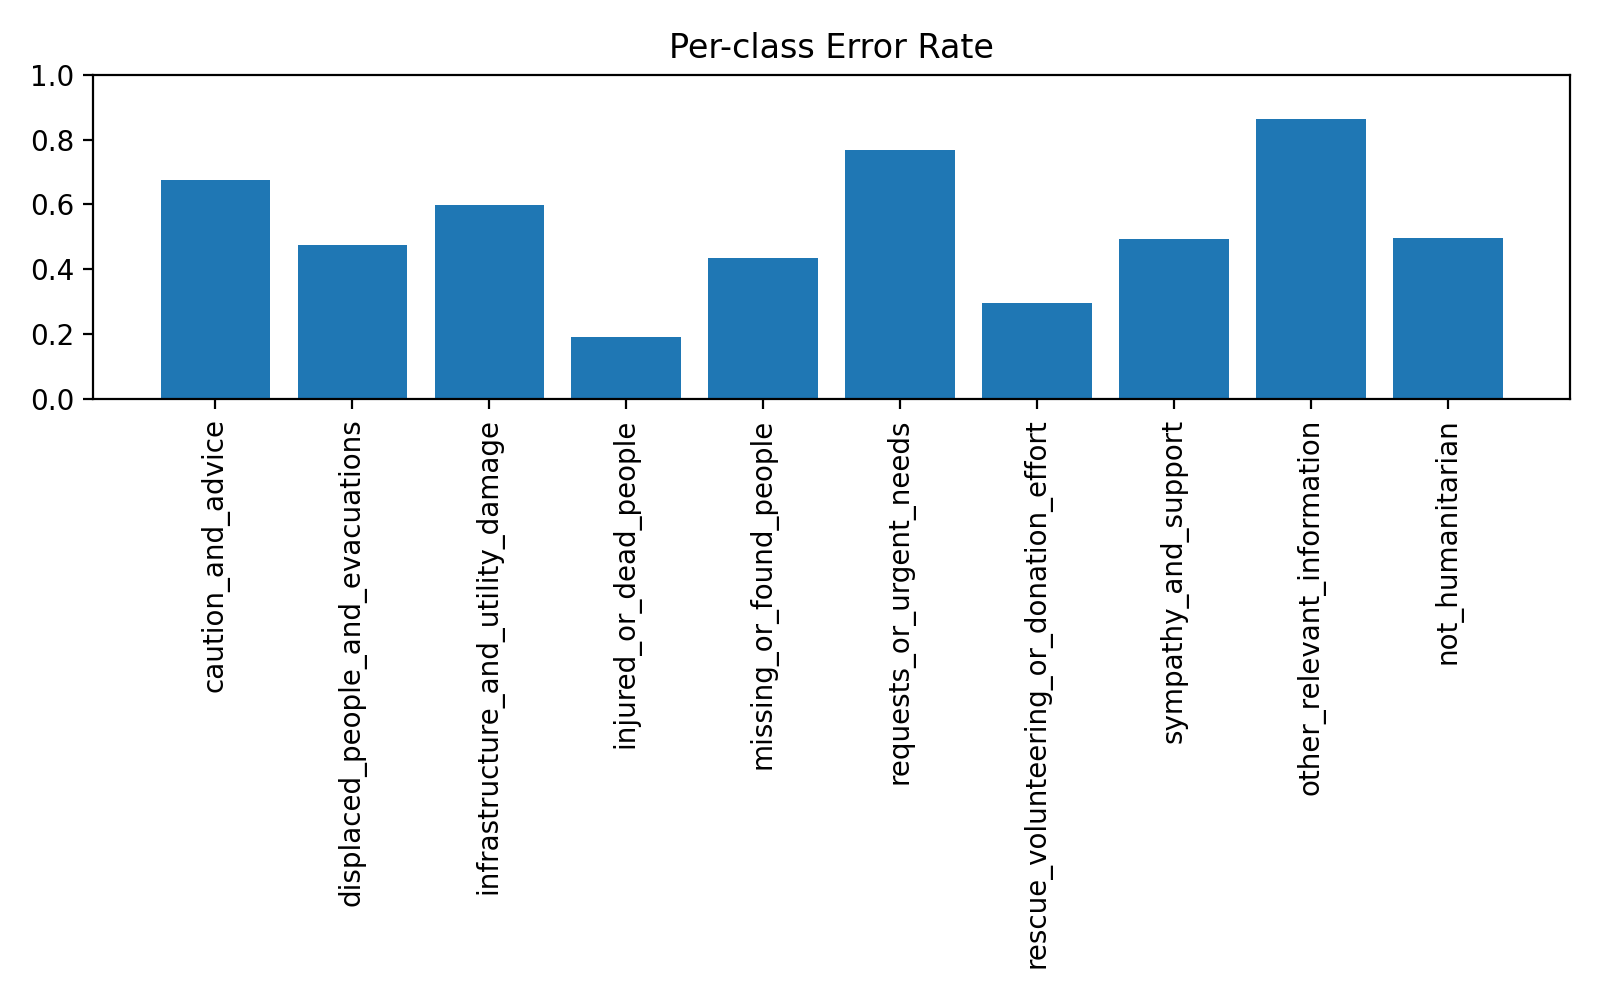 Per-class Error Rate
1.0
0.8
0.6
0.4
0.2
0.0
caution_and_advice
displaced_people_and_evacuations
infrastructure_and_utility_damage
injured_or_dead_people
missing_or_found_people
requests_or_urgent_needs
rescue_volunteering_or_donation_effort
sympathy_and_support
other_relevant_information
not_humanitarian